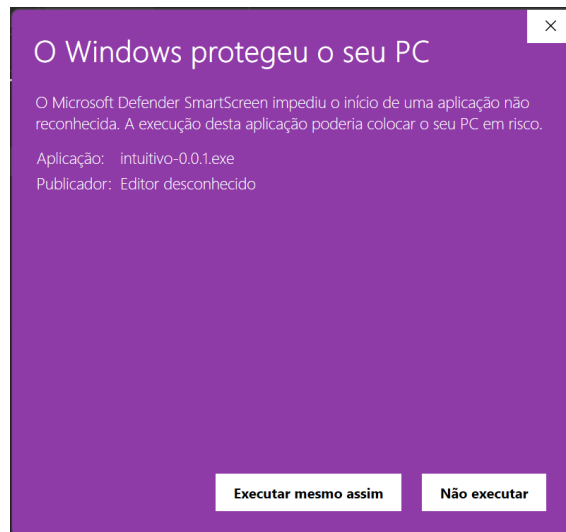 O Windows protegeu o seu PC
O Microsoft Defender SmartScreen impediu o início de uma aplicação não
reconhecida. A execução desta aplicação poderia colocar o seu PC em risco.
Aplicação: intuitivo-0.0.1.exe
Publicador: Editor desconhecido
Executar mesmo assim Não executar